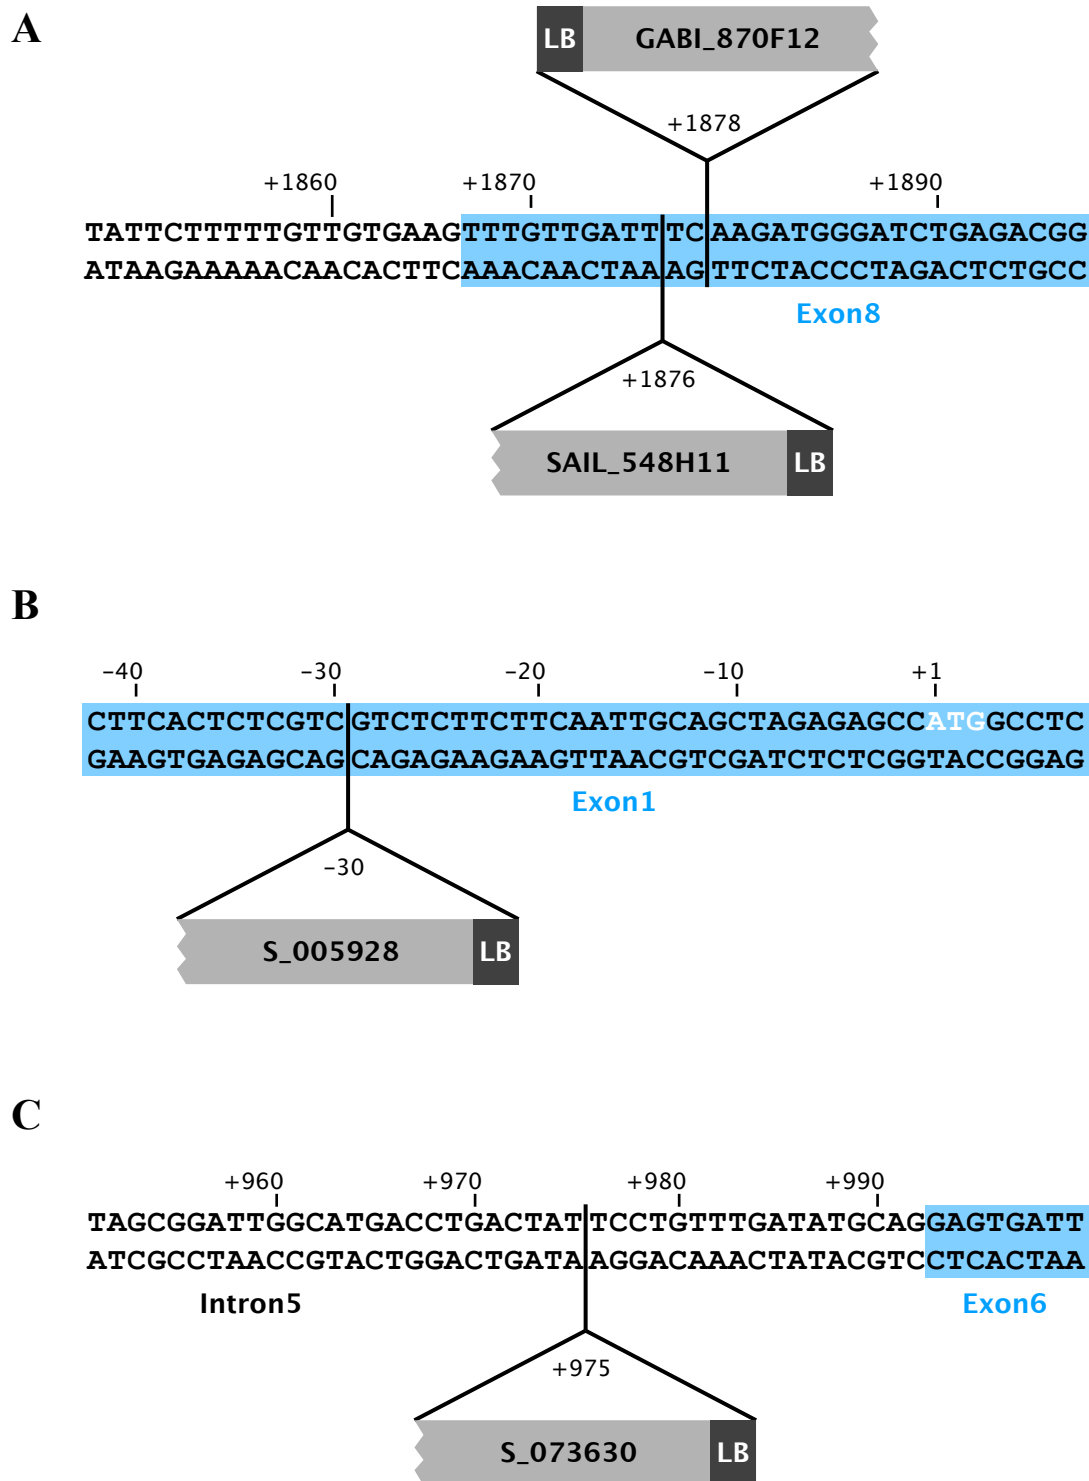 A
LB GABI_870F12
+1878
+1860 +1870 +1890
TATTCTTTTTGTTGTGAAGTTTGTTGATTTCAAGATGGGATCTGAGACGG
ATAAGAAAAACAACACTTCAAACAACTAAAGTTCTACCCTAGACTCTGCC
Exon8
+1876
SAIL_548H11 LB
B
–40 –30 –20 –10 +1
CTTCACTCTCGTCGTCTCTTCTTCAATTGCAGCTAGAGAGCCATGGCCTC
GAAGTGAGAGCAGCAGAGAAGAAGTTAACGTCGATCTCTCGGTACCGGAG
Exon1
–30
S_005928 LB
C
+960 +970 +980 +990
TAGCGGATTGGCATGACCTGACTATTCCTGTTTGATATGCAGGAGTGATT
ATCGCCTAACCGTACTGGACTGATAAGGACAAACTATACGTCCTCACTAA
Intron5 Exon6
+975
S_073630 LB